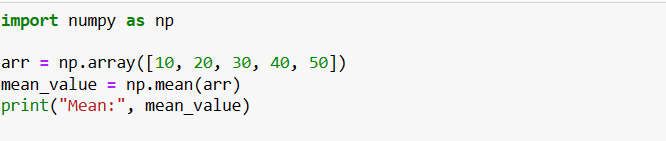 import numpy as np
arr = np.array([10, 20, 30, 40, 50])
mean_value = np.mean(arr)
print("Mean:", mean_value)